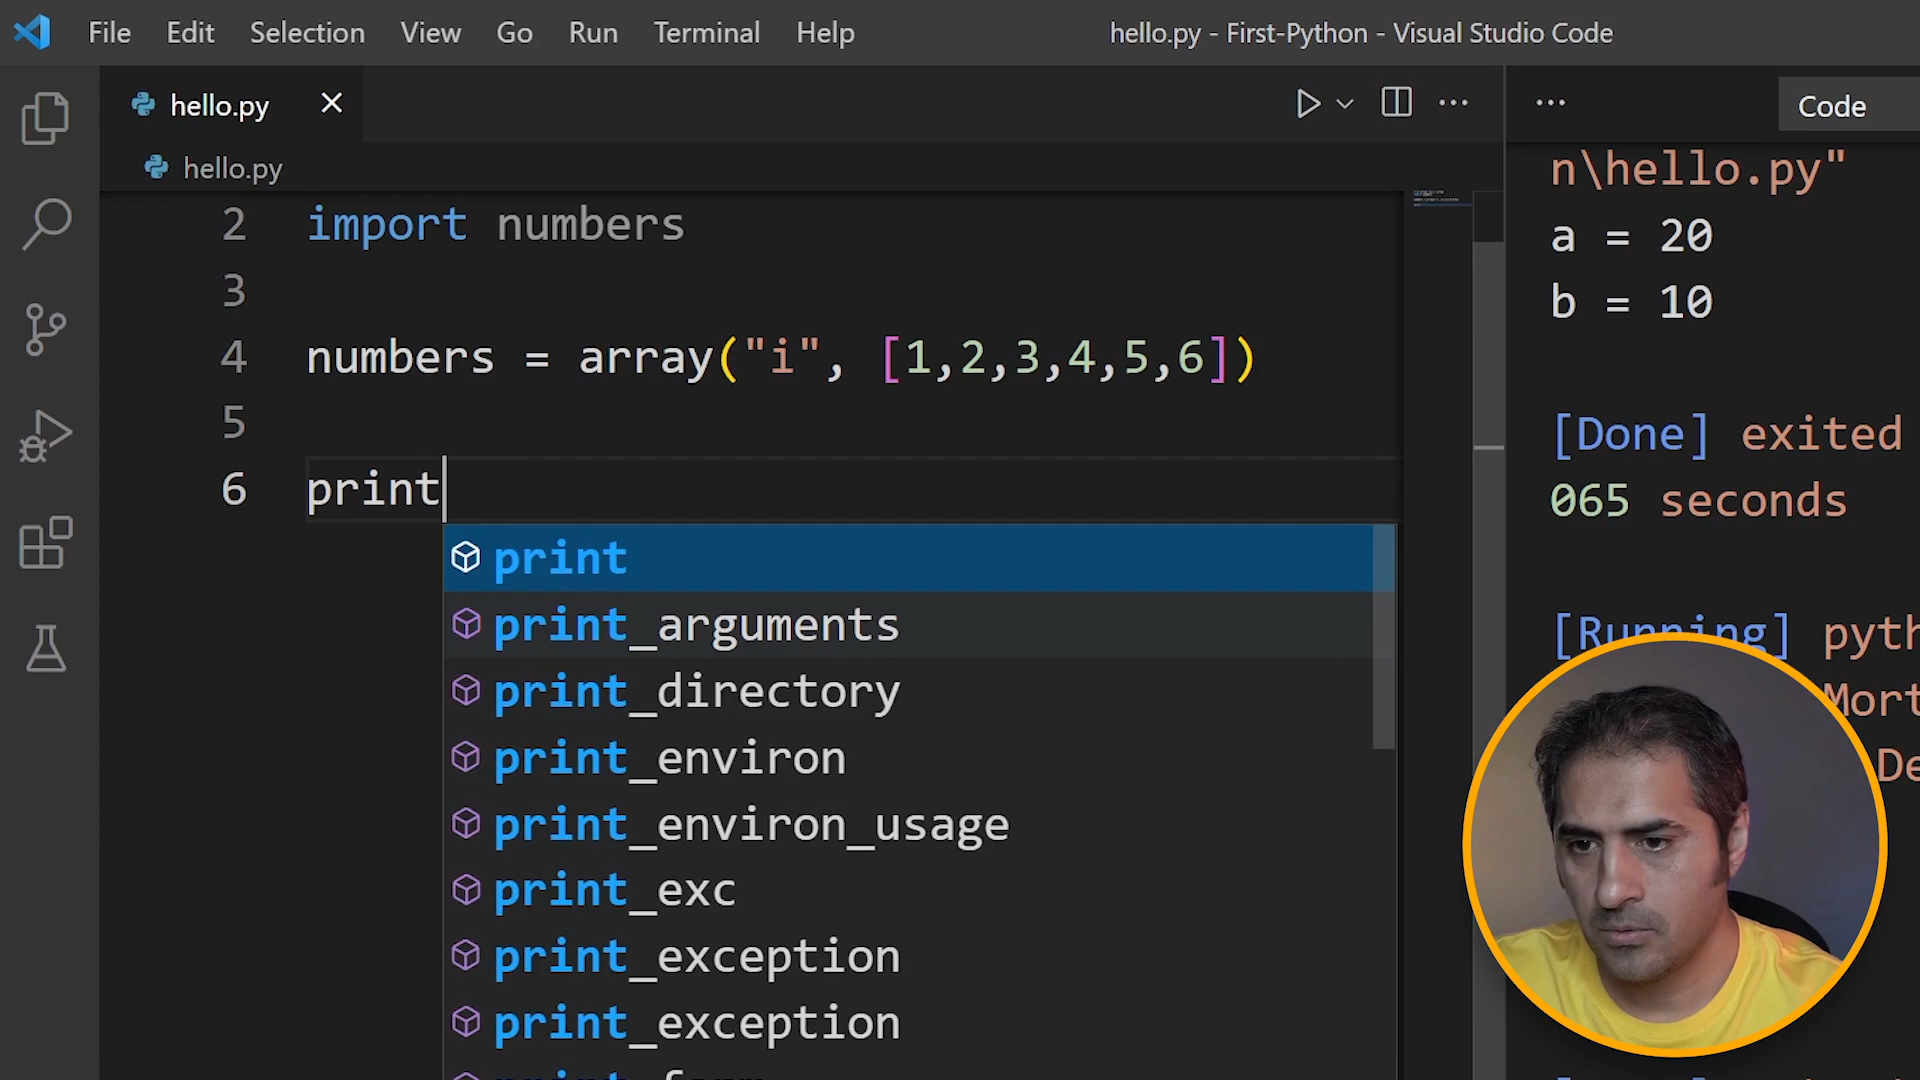 File Edit Selection View Go Run Terminal Help
hello.py - First-Python - Visual Studio Code
hello.py
hello.py
Code
2 import numbers
3
4 numbers = array("i", [1,2,3,4,5,6])
5
6 print
print
print_arguments
print_directory
print_environ
print_environ_usage
print_exc
print_exception
print_exception
n\hello.py"
a = 20
b = 10
[Done] exited
065 seconds
[Running] pyth
Mort
De